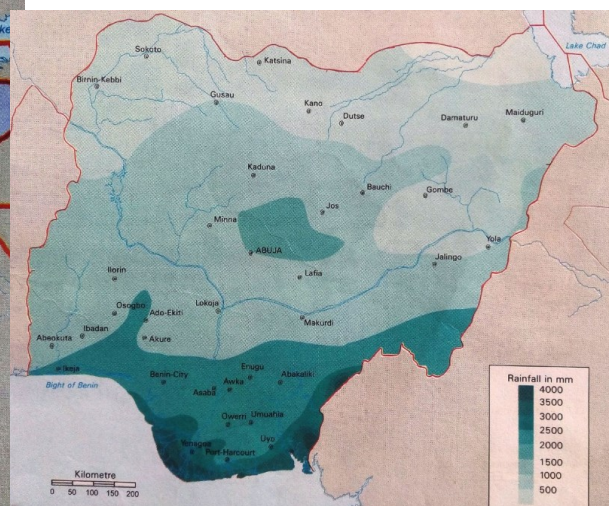 Lake Chad
Sokoto
Katsina
Birnin-Kebbi
Gusau
Kano
Dutse
Damaturu
Maiduguri
Kaduna
Bauchi
Gombe
Jos
Minna
Yola
ABUJA
Jalingo
Ilorin
Lafia
Osogbo
Lokoja
Ado-Ekiti
Makurdi
Ibadan
Abeokuta
Akure
Ikeja
Benin-City
Enugu
Abakaliki
Bight of Benin
Asaba
Awka
Owerri
Umuahia
Yenagoa
Uyo
Port-Harcourt
Rainfall in mm
4000
3500
3000
2500
2000
1500
1000
500
Kilometre
0 50 100 150 200